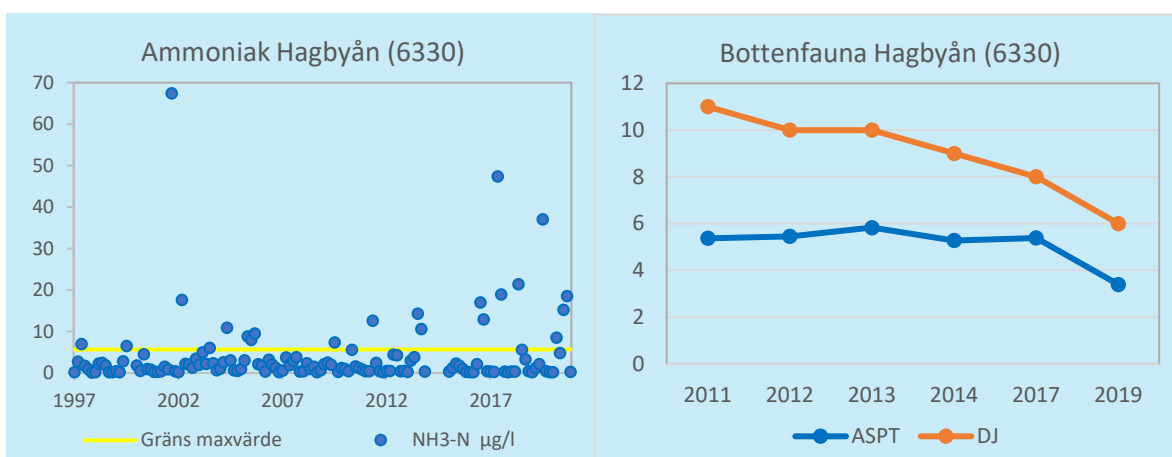 Ammoniak Hagbyån (6330)
70
60
50
40
30
20
10
0
1997 2002 2007 2012 2017
Gräns maxvärde NH3-N µg/l
Bottenfauna Hagbyån (6330)
12
10
8
6
4
2
0
2011 2012 2013 2014 2017 2019
ASPT DJ